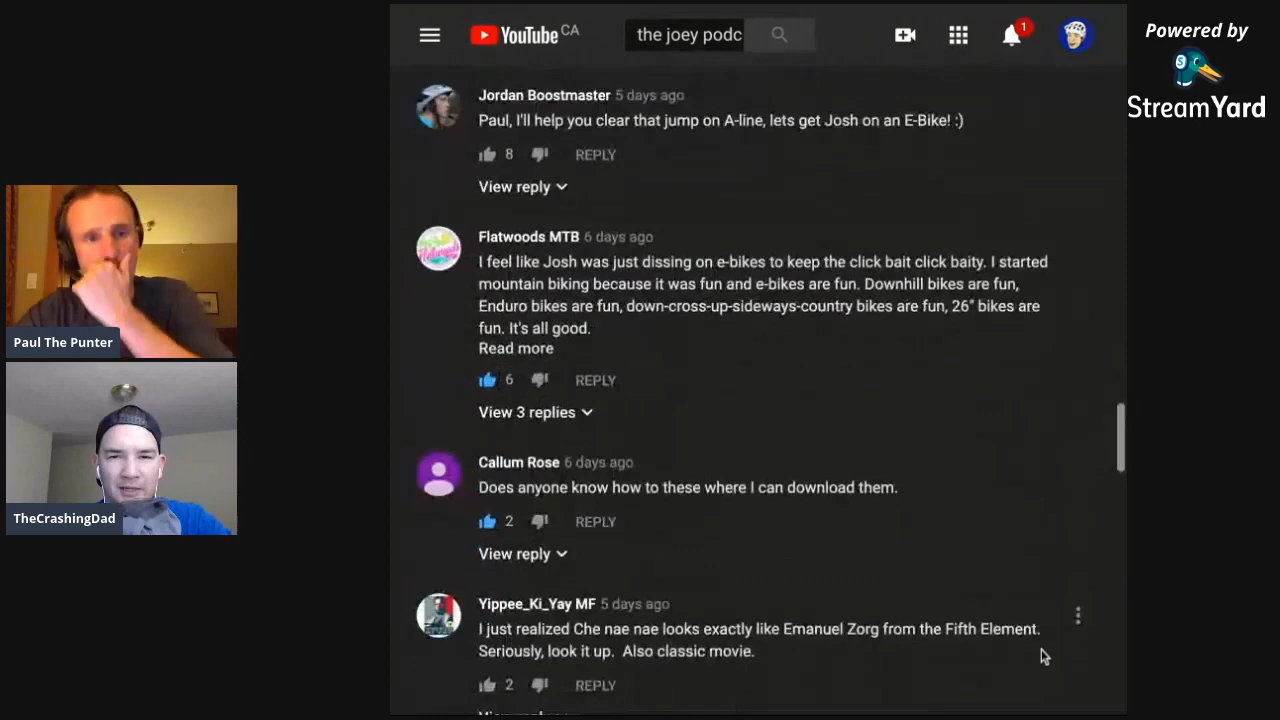 YouTube CA
the joey podc
1
Powered by
StreamYard
Jordan Boostmaster 5 days ago
Paul, I'll help you clear that jump on A-line, lets get Josh on an E-Bike! :)
8 REPLY
View reply
Flatwoods MTB 6 days ago
I feel like Josh was just dissing on e-bikes to keep the click bait click baity. I started
mountain biking because it was fun and e-bikes are fun. Downhill bikes are fun,
Enduro bikes are fun, down-cross-up-sideways-country bikes are fun, 26" bikes are
fun. It's all good.
Read more
6 REPLY
View 3 replies
Callum Rose 6 days ago
Does anyone know how to these where I can download them.
2 REPLY
View reply
Yippee_Ki_Yay MF 5 days ago
I just realized Che nae nae looks exactly like Emanuel Zorg from the Fifth Element.
Seriously, look it up. Also classic movie.
2 REPLY
Paul The Punter
TheCrashingDad